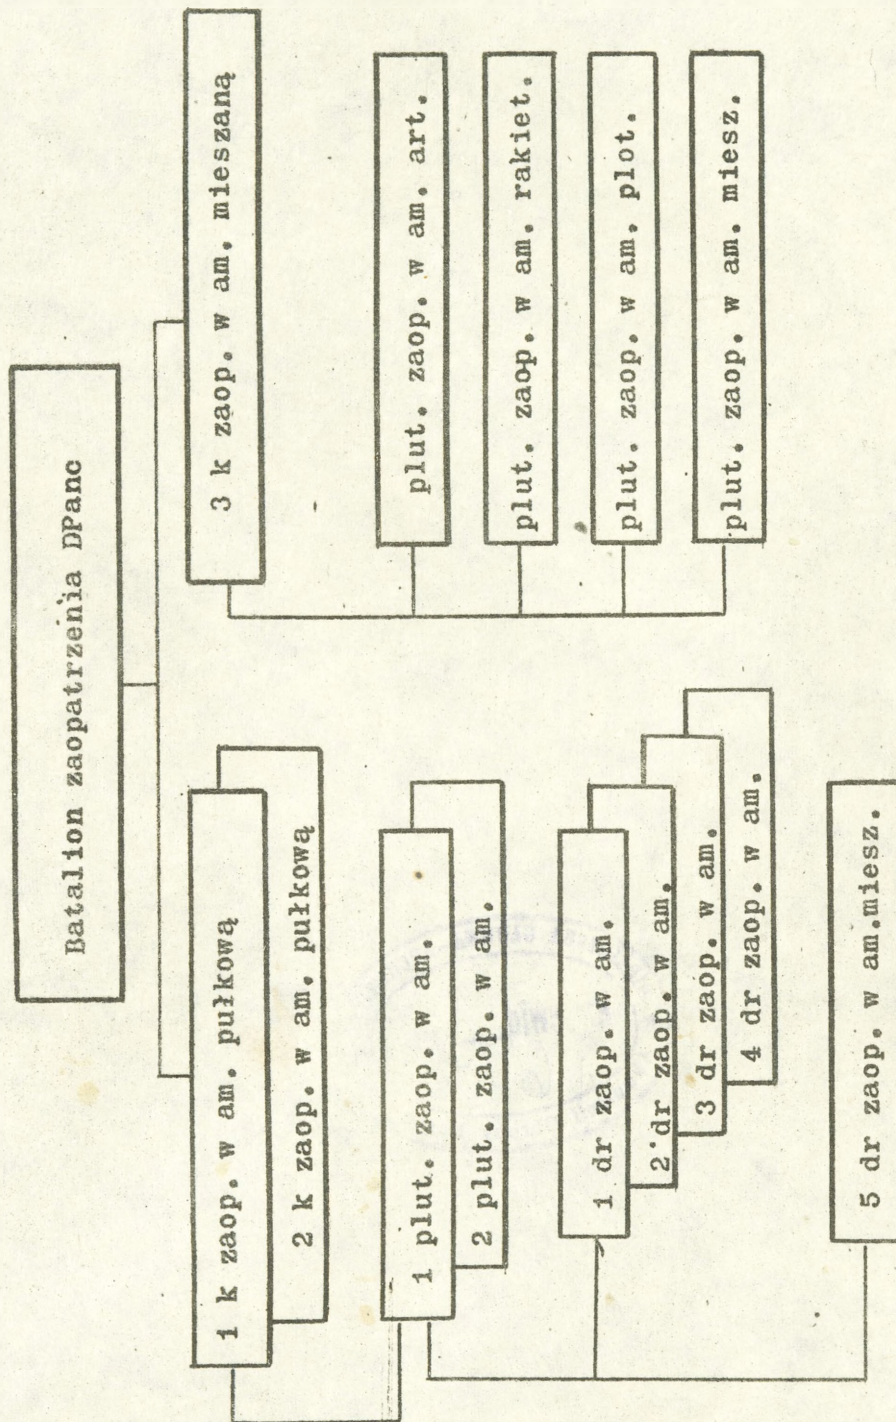 Batalion zaopatrzenia DPanc
1 k zaop. w am. pułkową
2 k zaop. w am. pułkową
3 k zaop. w am. mieszaną
1 plut. zaop. w am.
2 plut. zaop. w am.
1 dr zaop. w am.
2 dr zaop. w am.
3 dr zaop. w am.
4 dr zaop. w am.
5 dr zaop. w am.miesz.
plut. zaop. w am. art.
plut. zaop. w am. rakiet.
plut. zaop. w am. plot.
plut. zaop. w am. miesz.